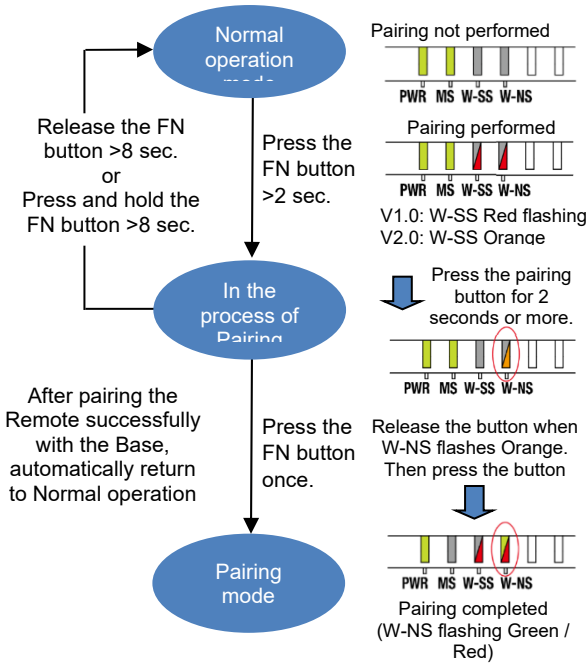 Normal
operation
mode
Release the FN
button >8 sec.
or
Press and hold the
FN button >8 sec.
Press the
FN button
>2 sec.
In the
process of
Pairing
After pairing the
Remote successfully
with the Base,
automatically return
to Normal operation
Press the
FN button
once.
Pairing
mode
Pairing not performed
PWR MS W-SS W-NS
Pairing performed
PWR MS W-SS W-NS
V1.0: W-SS Red flashing
V2.0: W-SS Orange
Press the pairing
button for 2
seconds or more.
PWR MS W-SS W-NS
Release the button when
W-NS flashes Orange.
Then press the button
PWR MS W-SS W-NS
Pairing completed
(W-NS flashing Green /
Red)